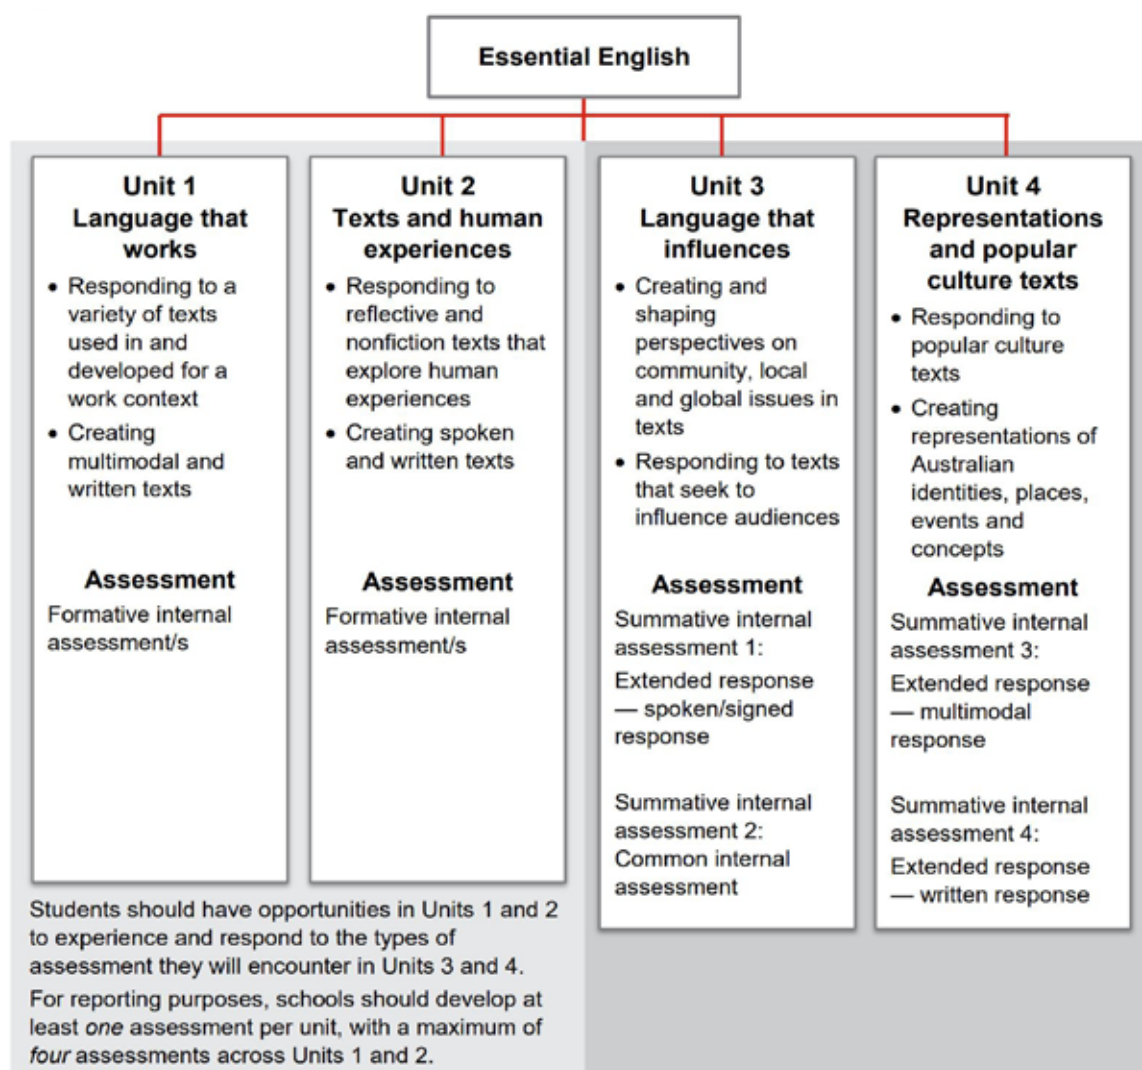 Essential English
Unit 1
Language that
works
• Responding to a
variety of texts
used in and
developed for a
work context
• Creating
multimodal and
written texts
Assessment
Formative internal
assessment/s
Unit 2
Texts and human
experiences
• Responding to
reflective and
nonfiction texts that
explore human
experiences
• Creating spoken
and written texts
Assessment
Formative internal
assessment/s
Unit 3
Language that
influences
• Creating and
shaping
perspectives on
community, local
and global issues in
texts
• Responding to texts
that seek to
influence audiences
Assessment
Summative internal
assessment 1:
Extended response
— spoken/signed
response
Summative internal
assessment 2:
Common internal
assessment
Unit 4
Representations
and popular
culture texts
• Responding to
popular culture
texts
• Creating
representations of
Australian
identities, places,
events and
concepts
Assessment
Summative internal
assessment 3:
Extended response
— multimodal
response
Summative internal
assessment 4:
Extended response
— written response
Students should have opportunities in Units 1 and 2
to experience and respond to the types of
assessment they will encounter in Units 3 and 4.
For reporting purposes, schools should develop at
least one assessment per unit, with a maximum of
four assessments across Units 1 and 2.